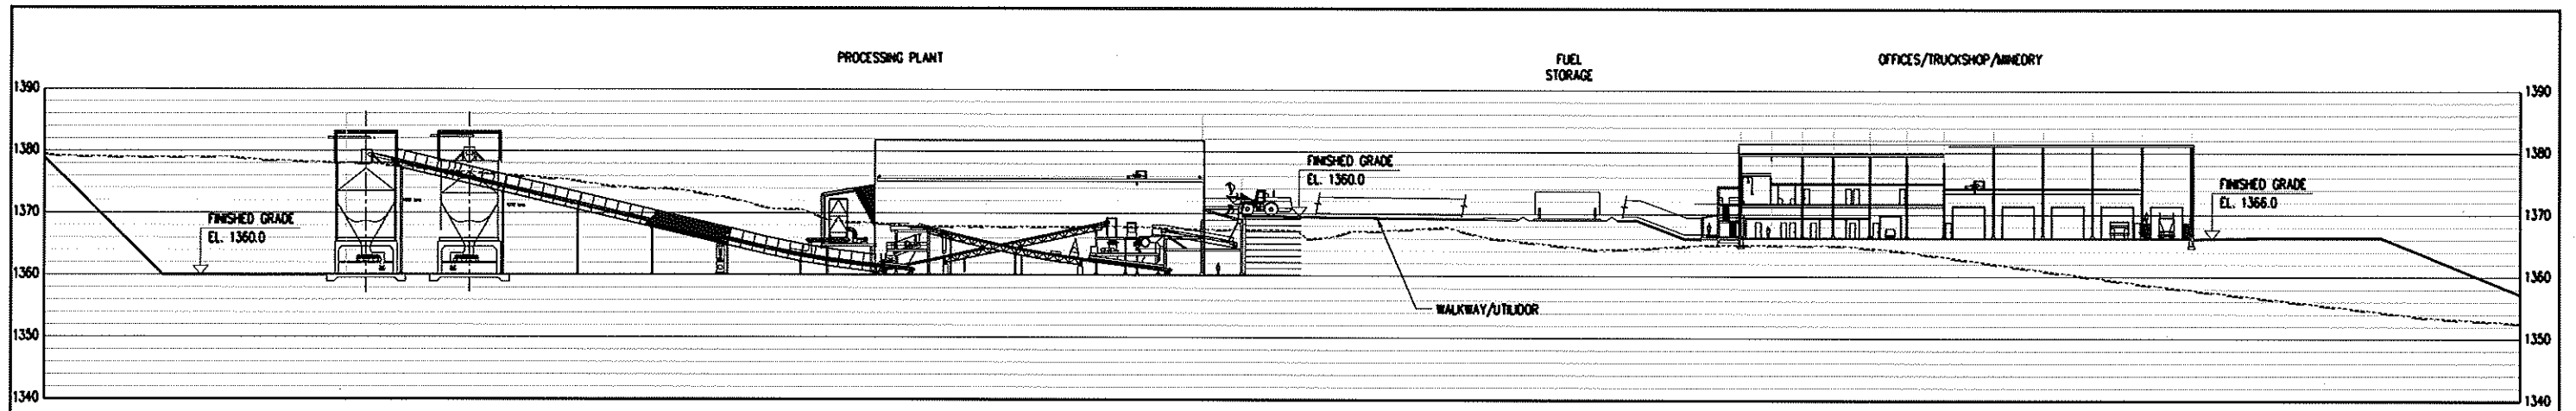 PROCESSING PLANT
FUEL
STORAGE
OFFICES/TRUCKSHOP/MINEDRY
1390
1390
1380
1380
FINISHED GRADE
EL. 1360.0
FINISHED GRADE
EL. 1366.0
1370
1370
FINISHED GRADE
EL. 1360.0
1360
1360
WALKWAY/UTILIDOR
1350
1350
1340
1340